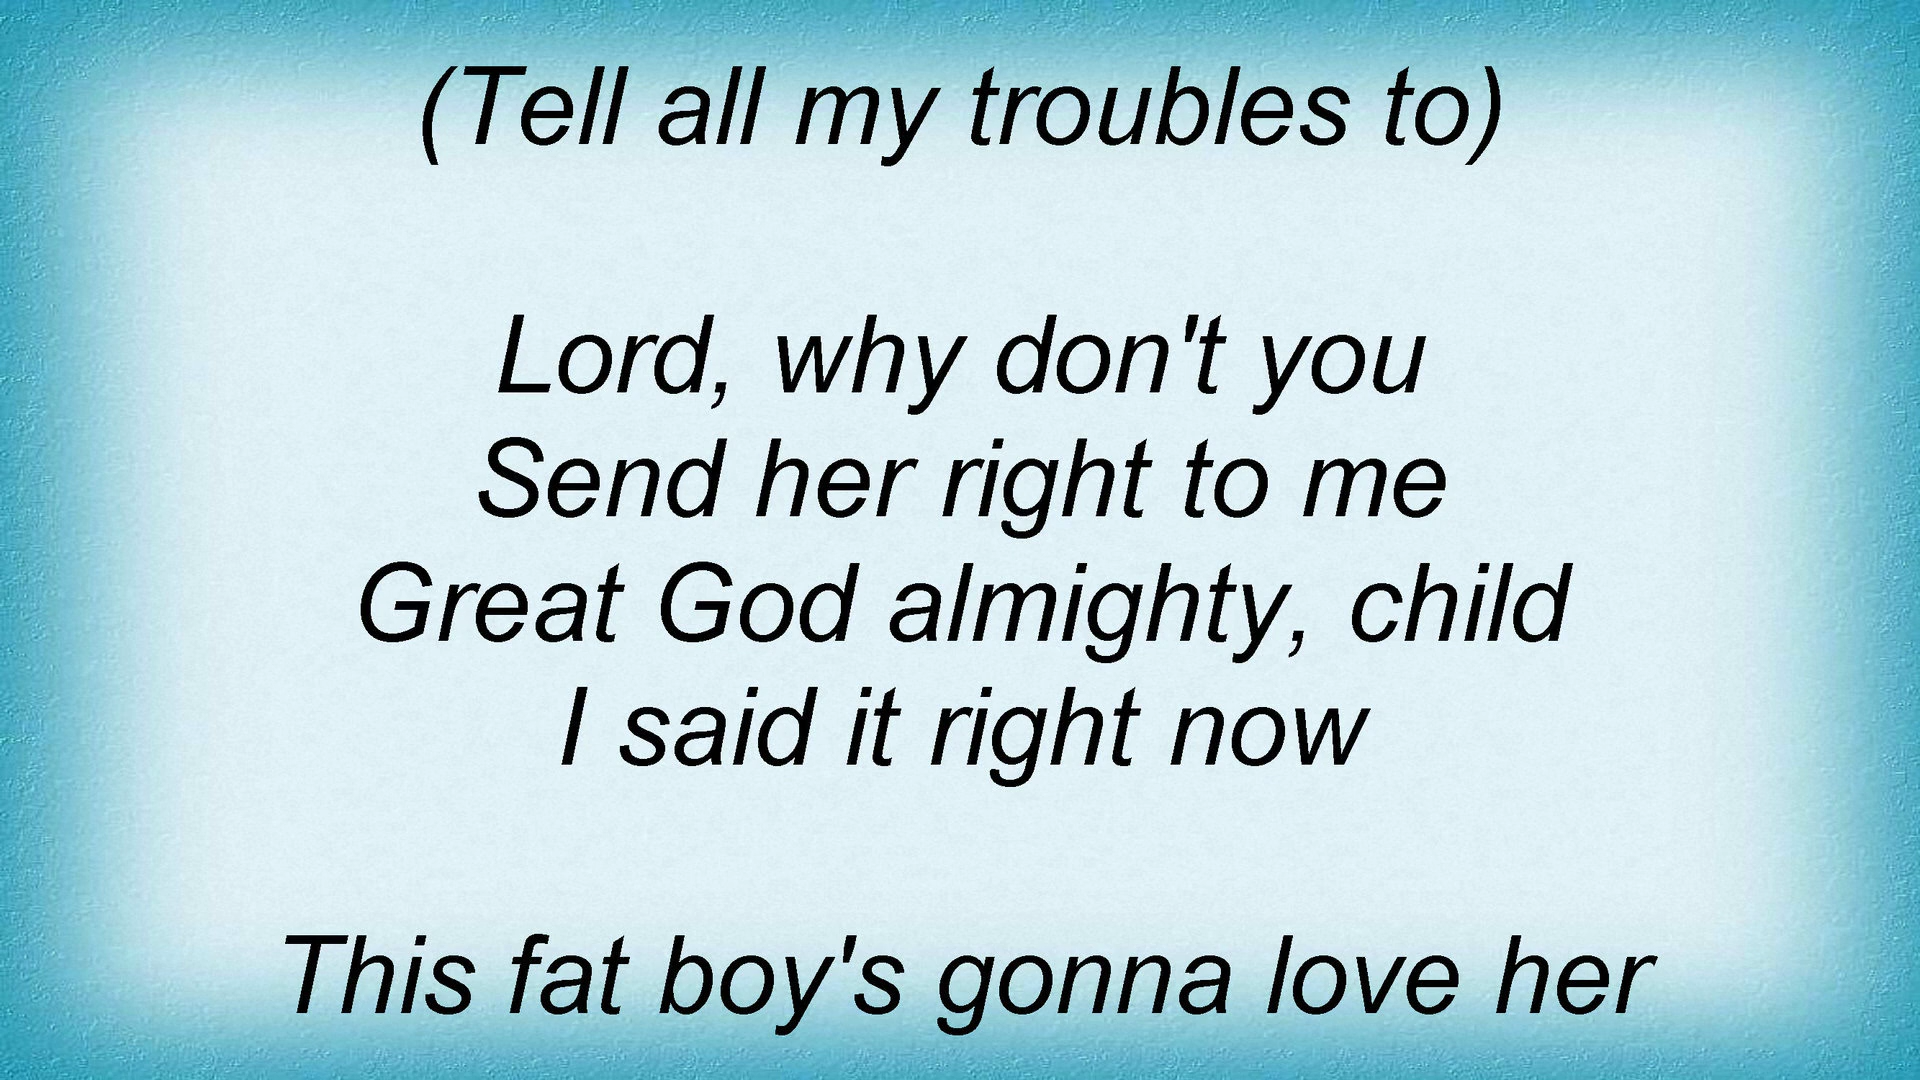 (Tell all my troubles to)
Lord, why don't you
Send her right to me
Great God almighty, child
I said it right now
This fat boy's gonna love her